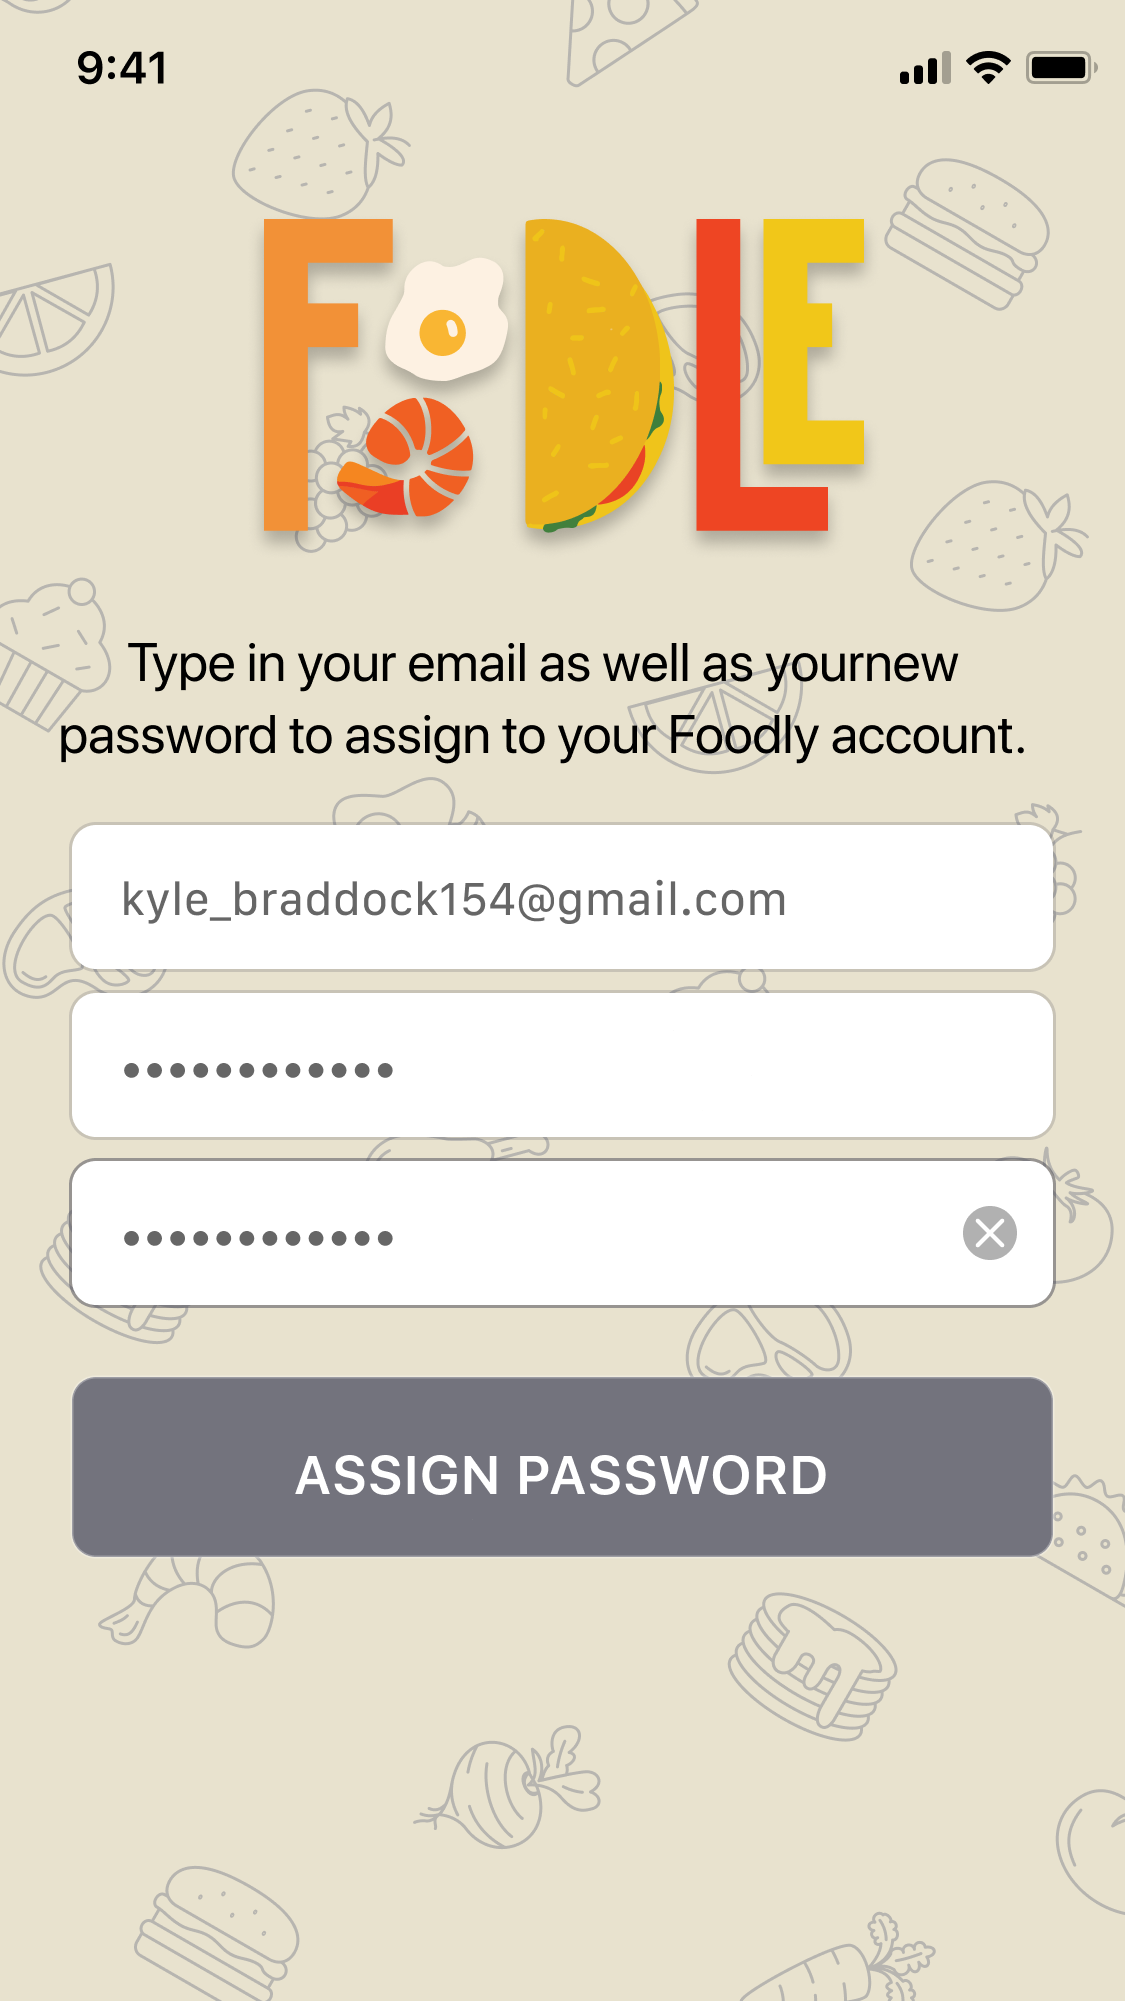 9:41
FOODLE
Type in your email as well as yournew
password to assign to your Foodly account.
kyle_braddock154@gmail.com
••••••••••••
••••••••••••
ASSIGN PASSWORD